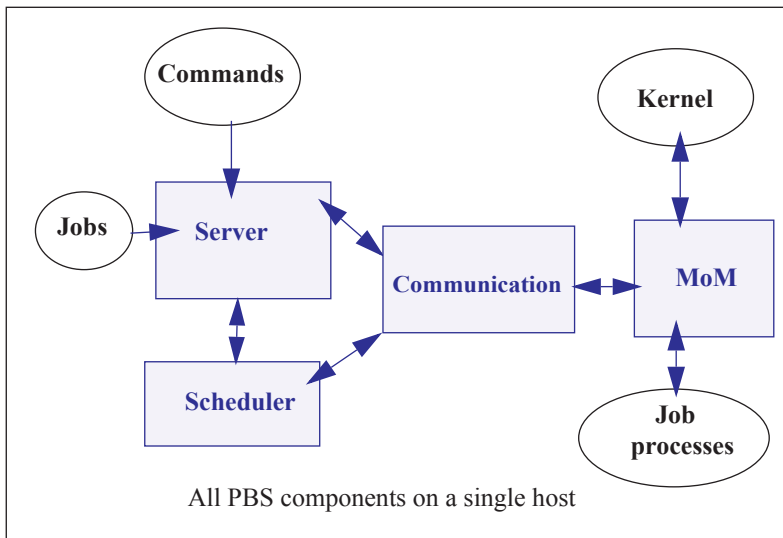 Commands
Kernel
Jobs
Server
Communication
MoM
Scheduler
Job
processes
All PBS components on a single host